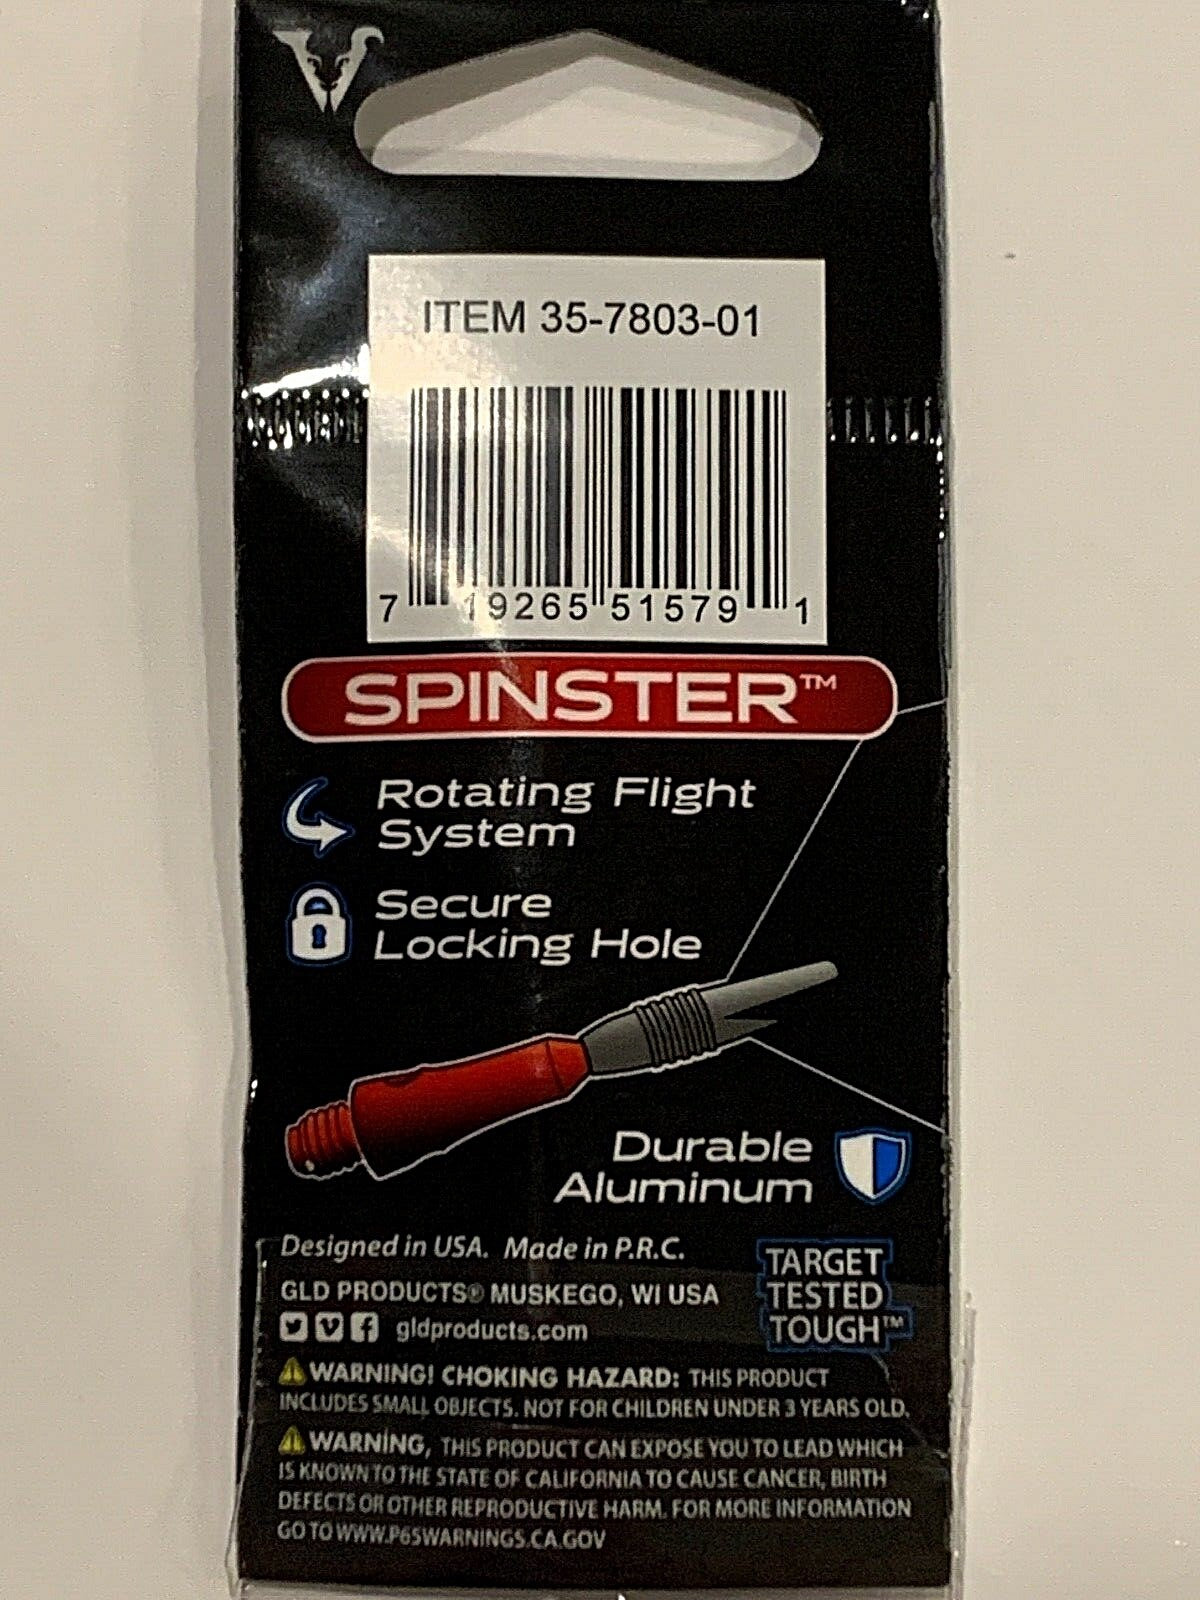 ITEM 35-7803-01
7 19265 51579 1
SPINSTER™
Rotating Flight
System
Secure
Locking Hole
Durable
Aluminum
Designed in USA. Made in P.R.C.
GLD PRODUCTS® MUSKEGO, WI USA
gldproducts.com
TARGET
TESTED
TOUGH™
WARNING! CHOKING HAZARD: THIS PRODUCT
INCLUDES SMALL OBJECTS. NOT FOR CHILDREN UNDER 3 YEARS OLD.
WARNING, THIS PRODUCT CAN EXPOSE YOU TO LEAD WHICH
IS KNOWN TO THE STATE OF CALIFORNIA TO CAUSE CANCER, BIRTH
DEFECTS OR OTHER REPRODUCTIVE HARM. FOR MORE INFORMATION
GO TO WWW.P65WARNINGS.CA.GOV